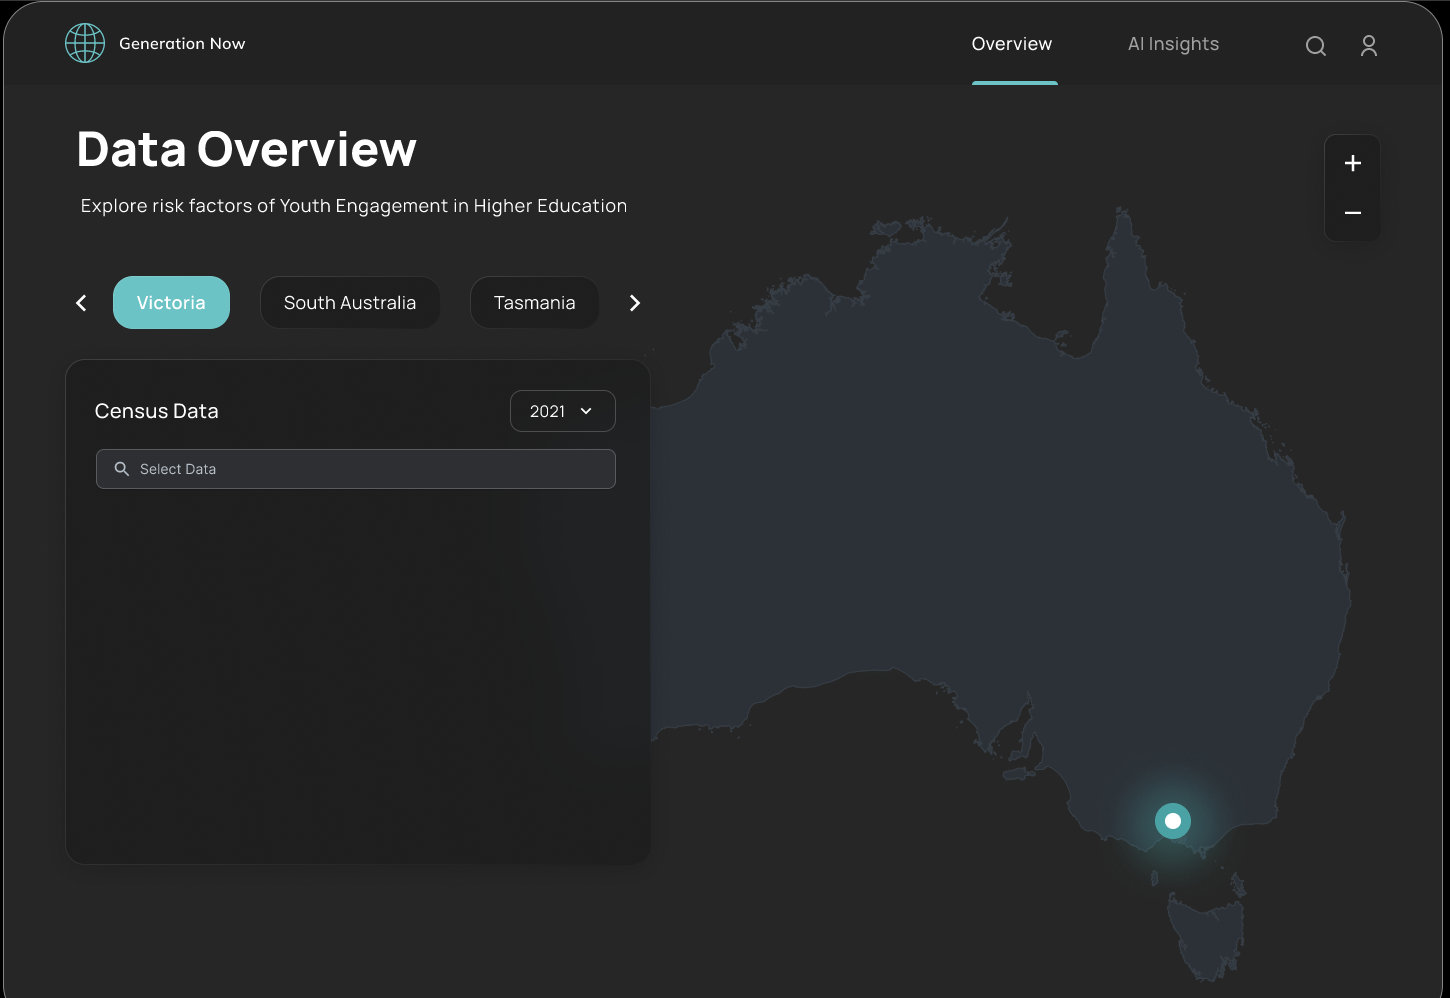 Generation Now
Overview
AI Insights
Data Overview
Explore risk factors of Youth Engagement in Higher Education
Victoria
South Australia
Tasmania
Census Data
2021
Select Data